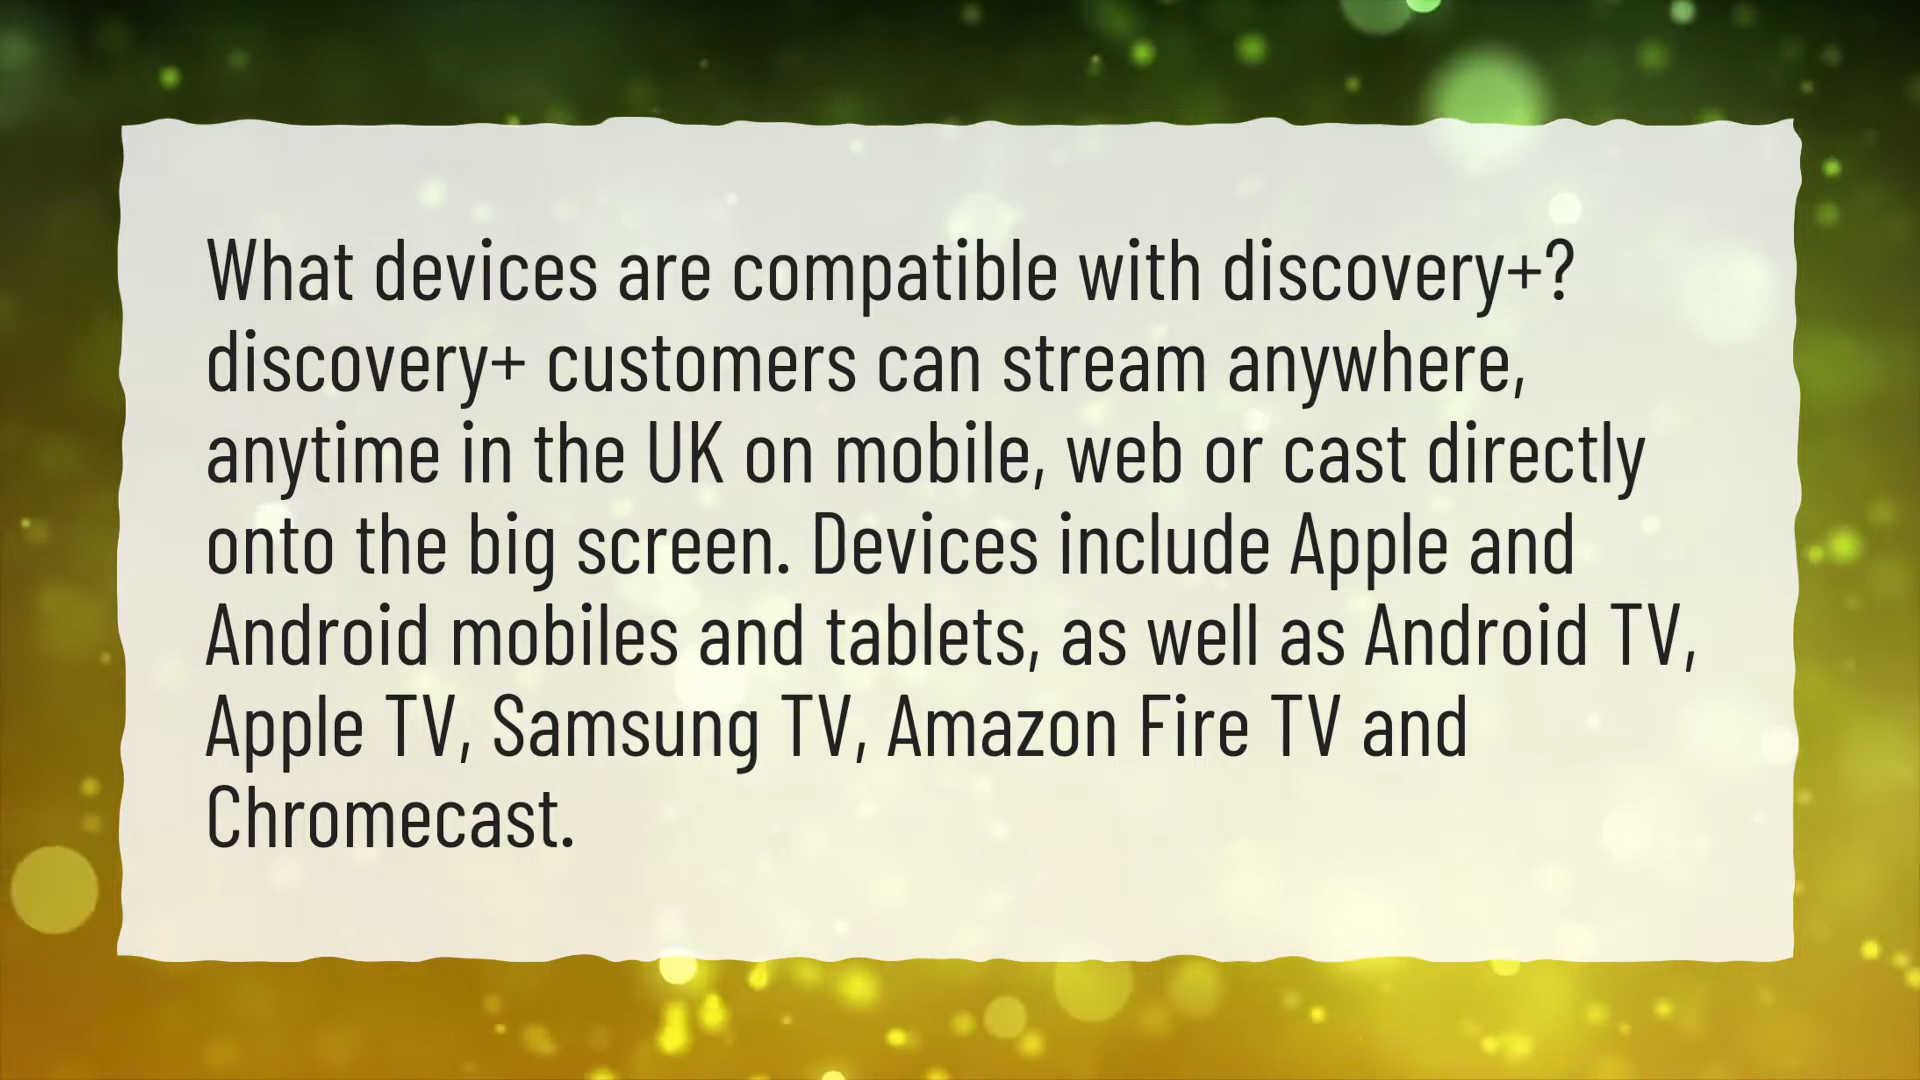 What devices are compatible with discovery+?
discovery+ customers can stream anywhere,
anytime in the UK on mobile, web or cast directly
onto the big screen. Devices include Apple and
Android mobiles and tablets, as well as Android TV,
Apple TV, Samsung TV, Amazon Fire TV and
Chromecast.